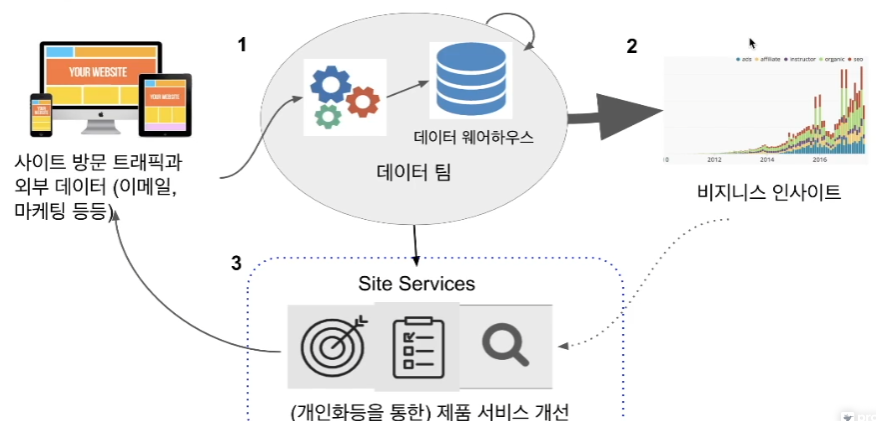 1
2
YOUR WEBSITE
YOUR WEBSITE
ads affiliate instructor organic seo
데이터 웨어하우스
데이터 팀
2012 2014 2016
사이트 방문 트래픽과
외부 데이터 (이메일,
마케팅 등등)
비지니스 인사이트
3
Site Services
(개인화등을 통한) 제품 서비스 개선